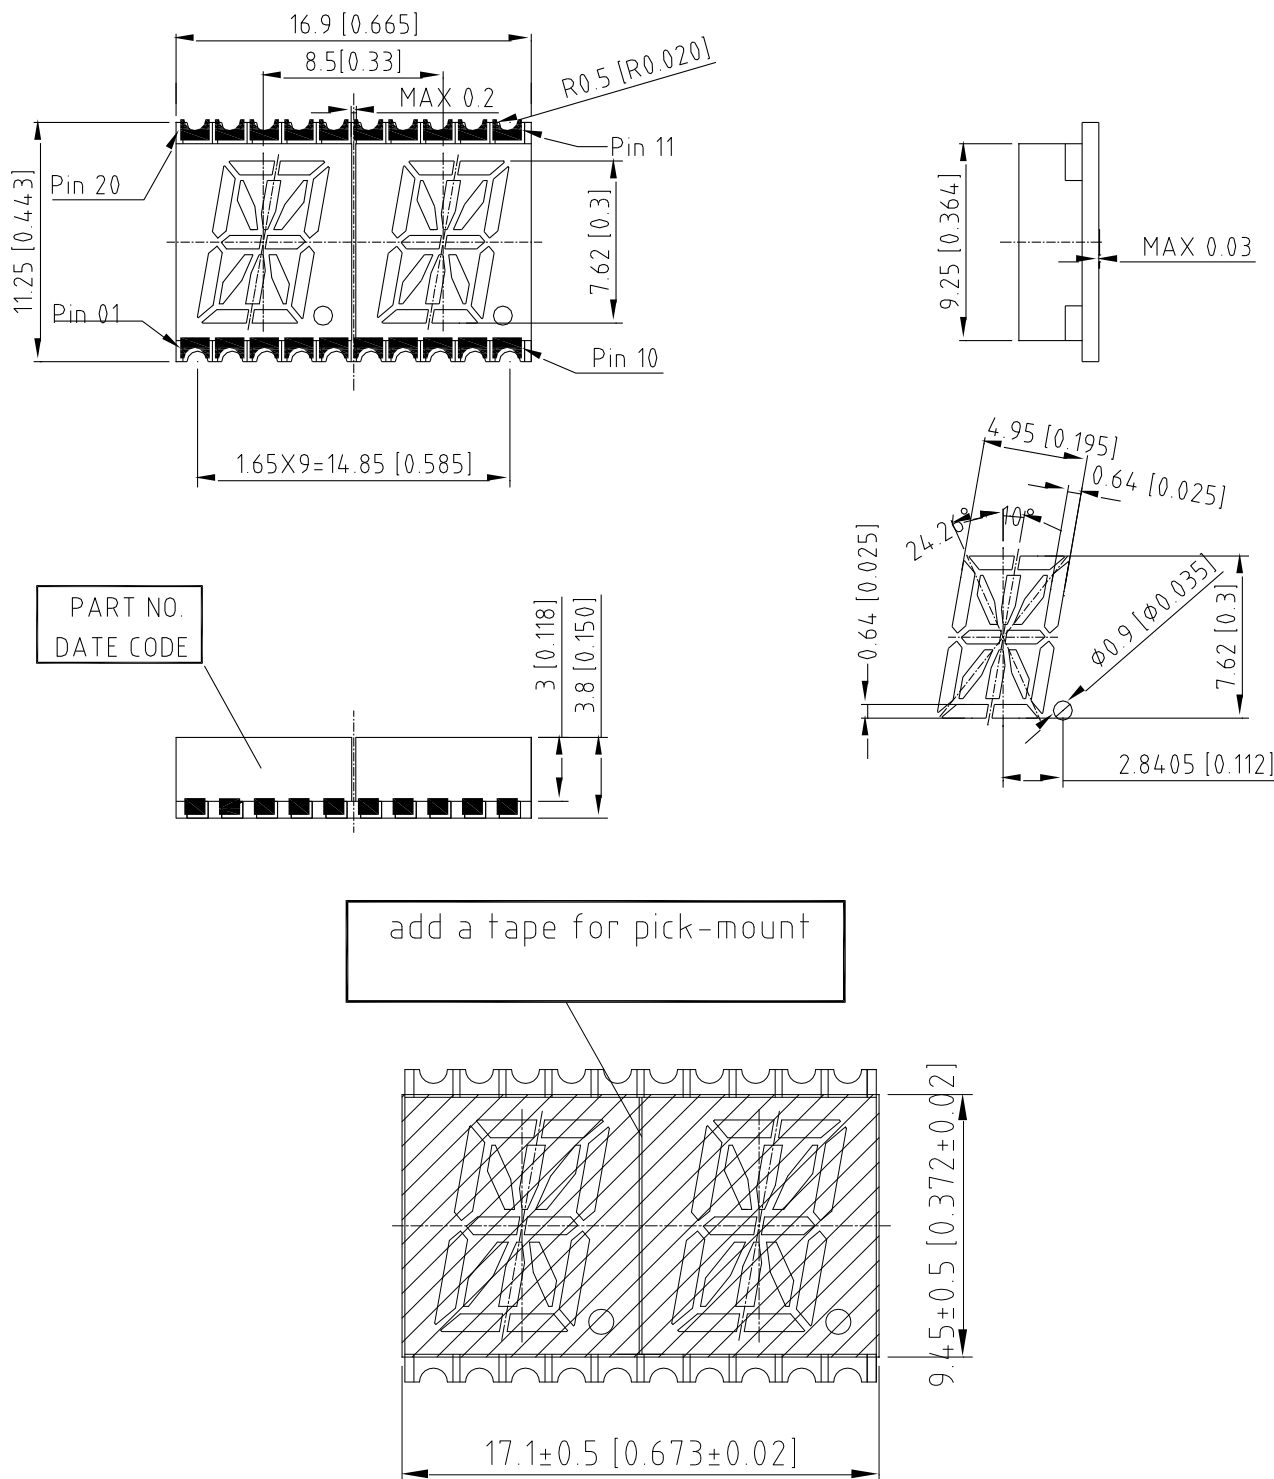 16.9 [0.665]
8.5[0.33]
R0.5 [R0.020]
MAX 0.2
Pin 11
Pin 20
11.25 [0.443]
7.62 [0.3]
Pin 01
Pin 10
1.65X9=14.85 [0.585]
9.25 [0.364]
MAX 0.03
4.95 [0.195]
0.64 [0.025]
24.26°
10°
0.64 [0.025]
Φ0.9 [Φ0.035]
7.62 [0.3]
2.8405 [0.112]
PART NO.
DATE CODE
3 [0.118]
3.8 [0.150]
add a tape for pick-mount
9.45±0.5 [0.372±0.02]
17.1±0.5 [0.673±0.02]